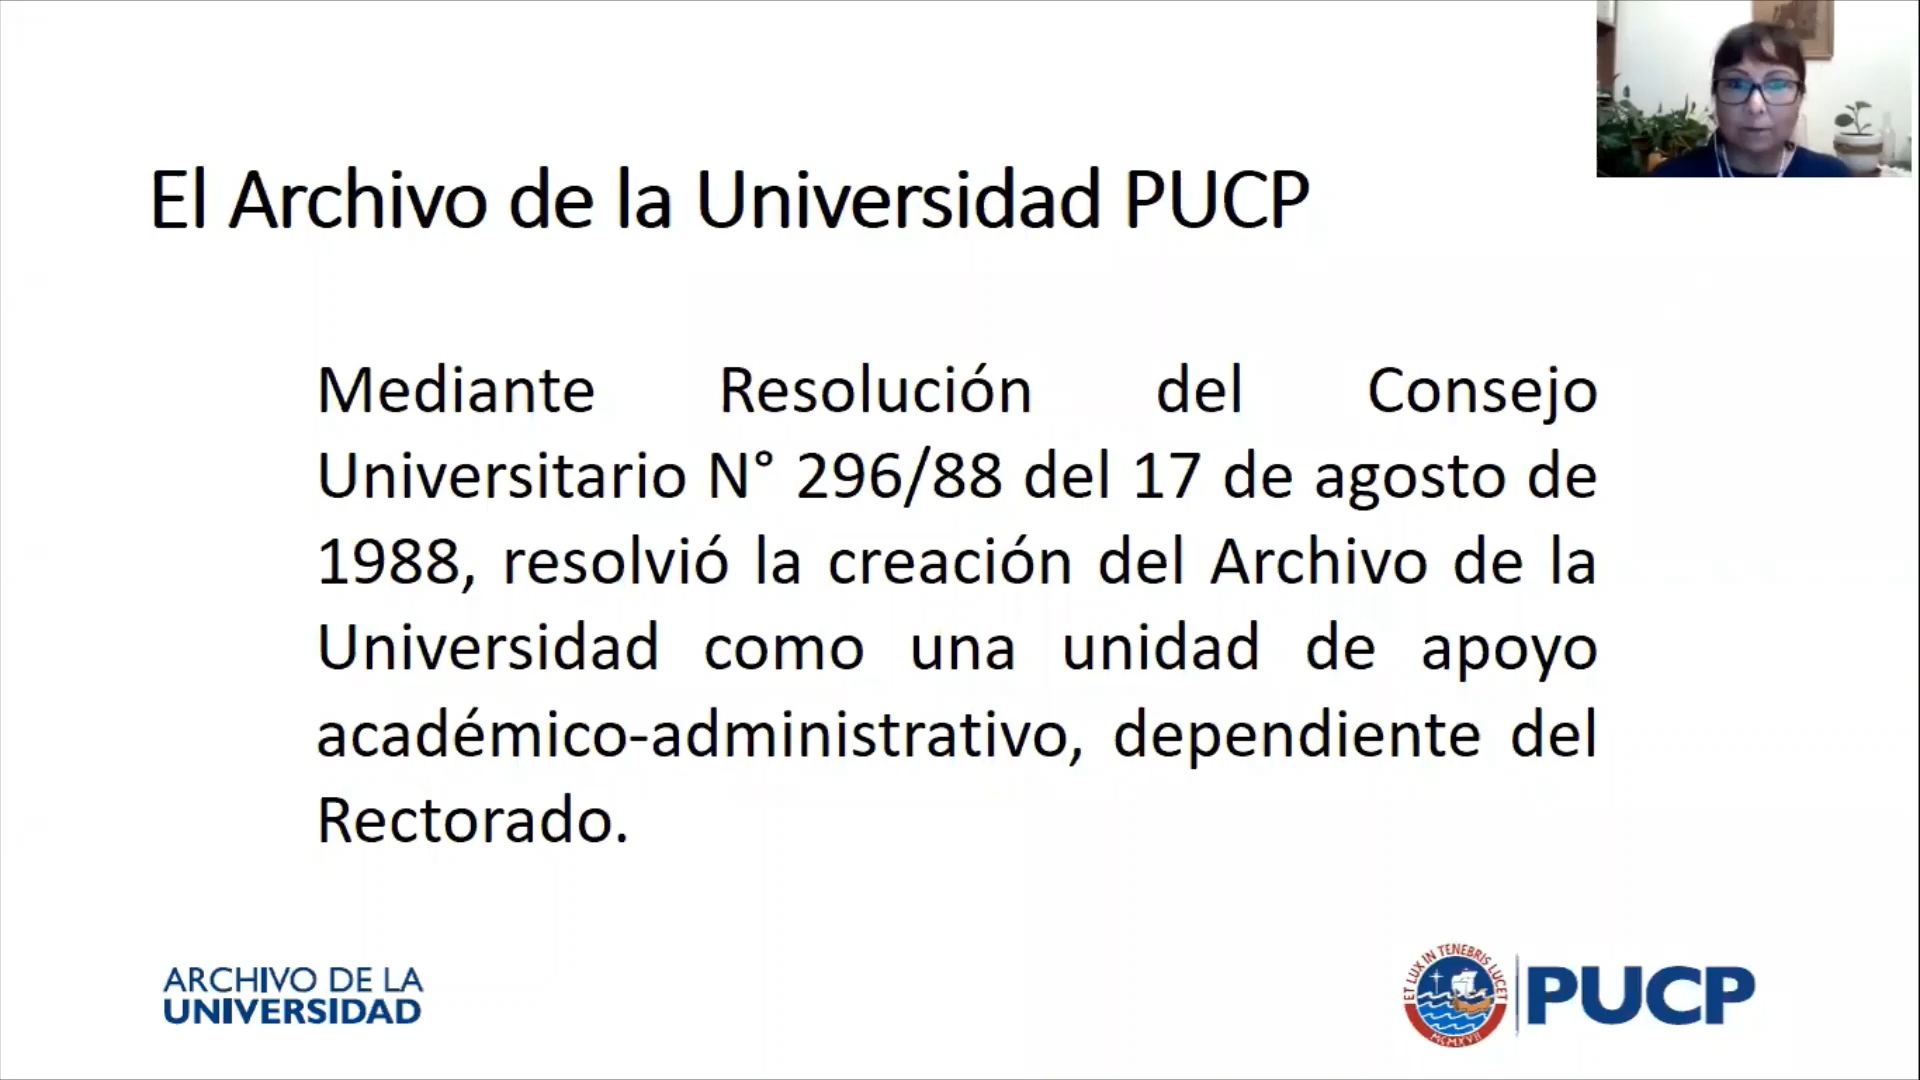 El Archivo de la Universidad PUCP
Mediante Resolución del Consejo
Universitario N° 296/88 del 17 de agosto de
1988, resolvió la creación del Archivo de la
Universidad como una unidad de apoyo
académico-administrativo, dependiente del
Rectorado.
ARCHIVO DE LA
UNIVERSIDAD
ET LUX IN TENEBRIS LUCET
MCMXVII
PUCP